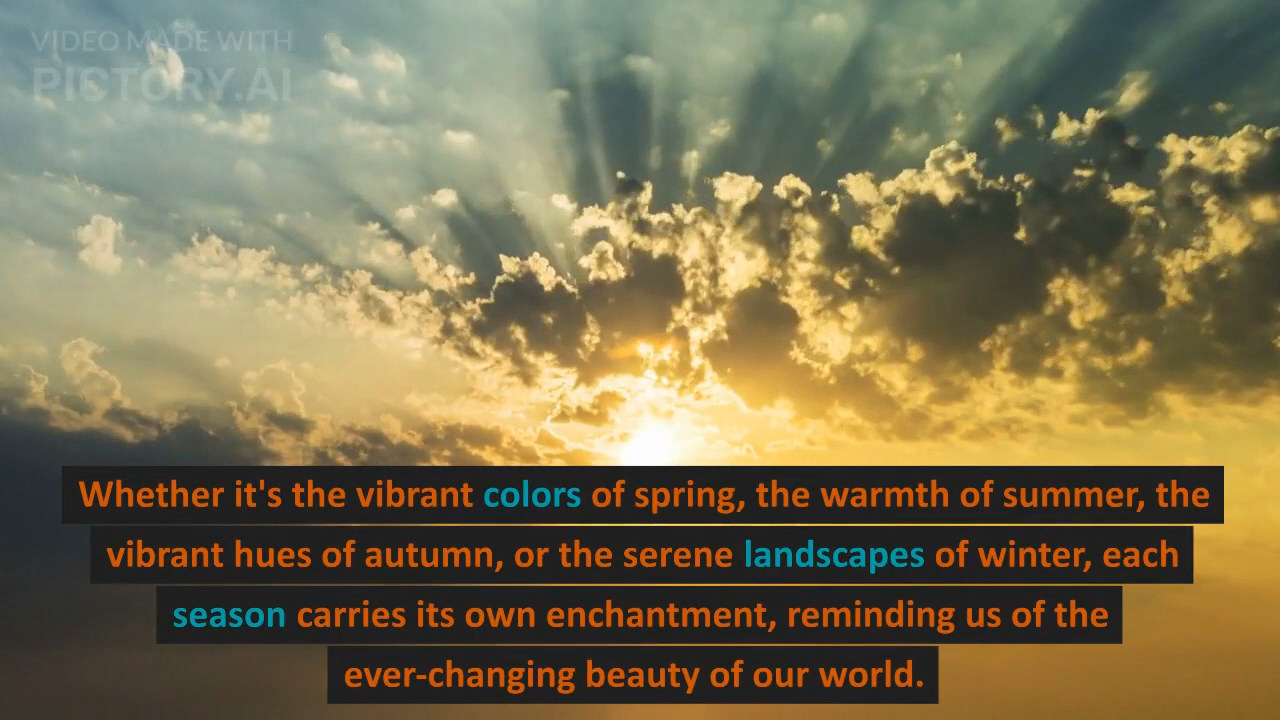 VIDEO MADE WITH
PICTORY.AI
Whether it's the vibrant colors of spring, the warmth of summer, the
vibrant hues of autumn, or the serene landscapes of winter, each
season carries its own enchantment, reminding us of the
ever-changing beauty of our world.